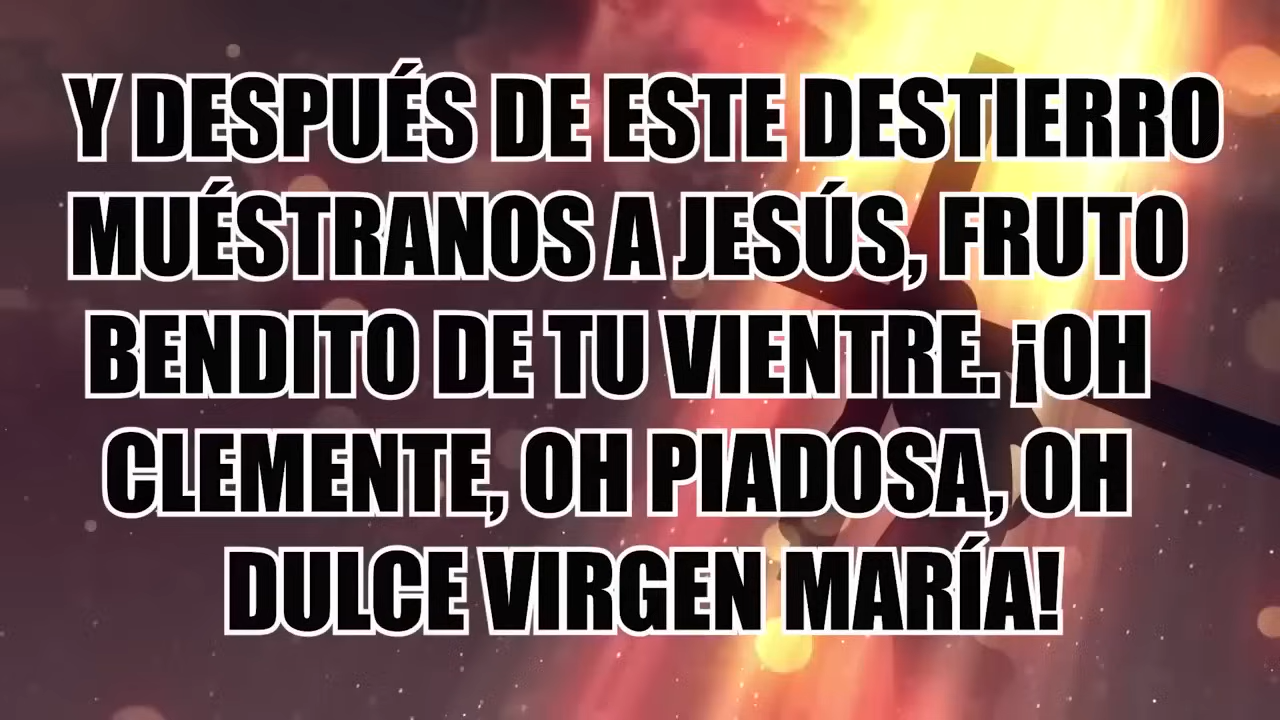 Y DESPUÉS DE ESTE DESTIERRO
MUÉSTRANOS A JESÚS, FRUTO
BENDITO DE TU VIENTRE. ¡OH
CLEMENTE, OH PIADOSA, OH
DULCE VIRGEN MARÍA!